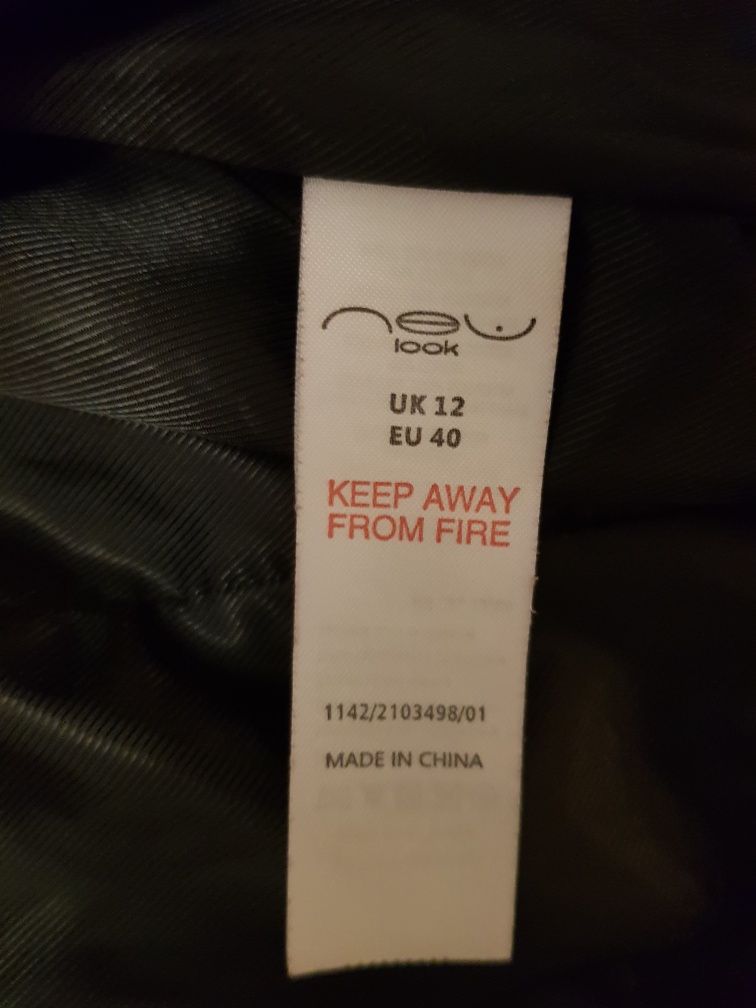 new
look
UK 12
EU 40
KEEP AWAY
FROM FIRE
1142/2103498/01
MADE IN CHINA